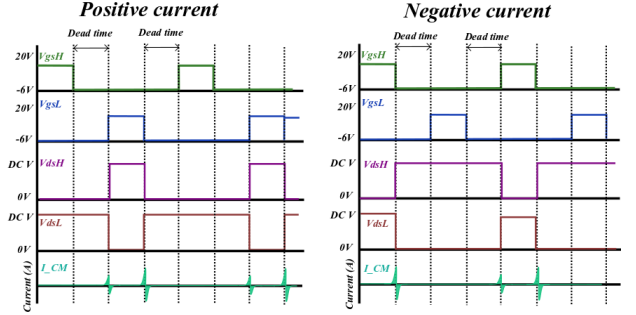 Positive current
Negative current
Dead time
Dead time
Dead time
Dead time
20V
VgsH
-6V
20V
VgsL
-6V
DC V
VdsH
0V
DC V
VdsL
0V
I_CM
Current (A)
20V
VgsH
-6V
20V
VgsL
-6V
DC V
VdsH
0V
DC V
VdsL
0V
I_CM
Current (A)